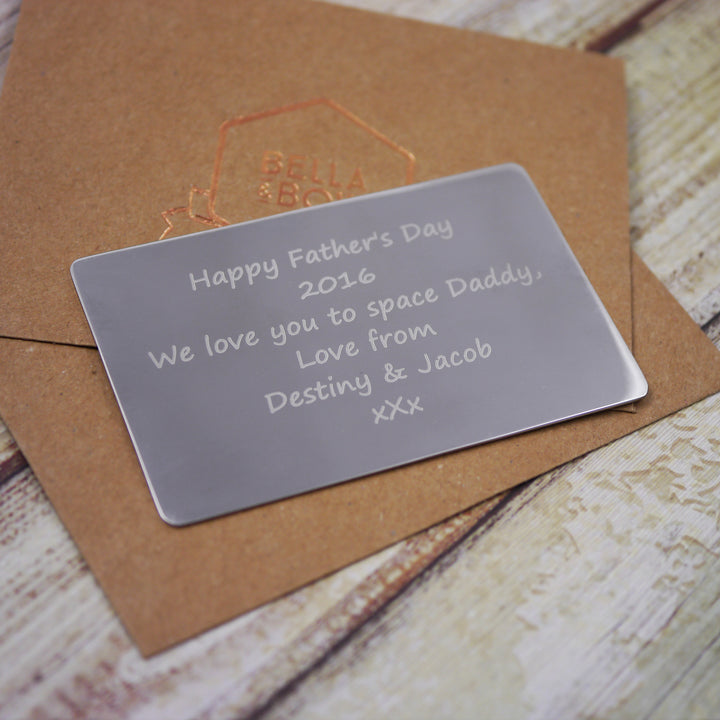 BELLA
Happy Father's Day
2016
We love you to space Daddy,
Love from
Destiny & Jacob
xXx